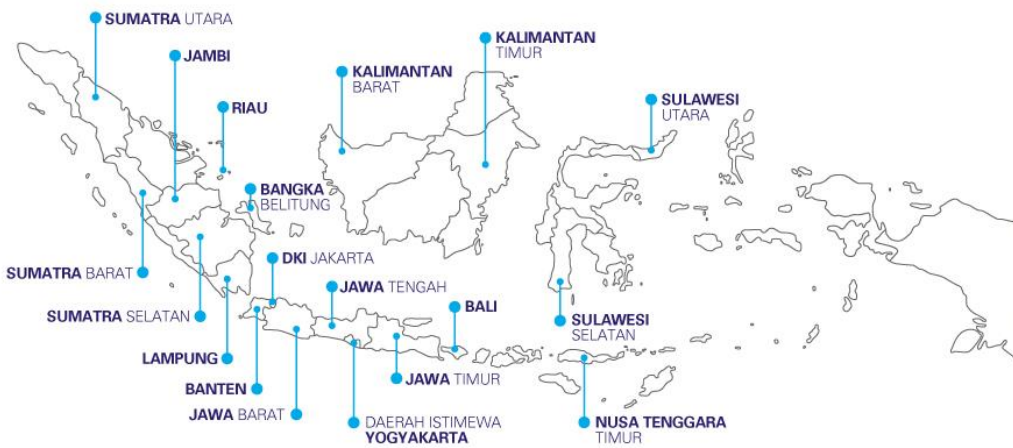 SUMATRA UTARA
JAMBI
RIAU
KALIMANTAN
BARAT
KALIMANTAN
TIMUR
SULAWESI
UTARA
BANGKA
BELITUNG
SUMATRA BARAT
DKI JAKARTA
JAWA TENGAH
BALI
SUMATRA SELATAN
SULAWESI
SELATAN
LAMPUNG
BANTEN
JAWA TIMUR
JAWA BARAT
DAERAH ISTIMEWA
YOGYAKARTA
NUSA TENGGARA
TIMUR